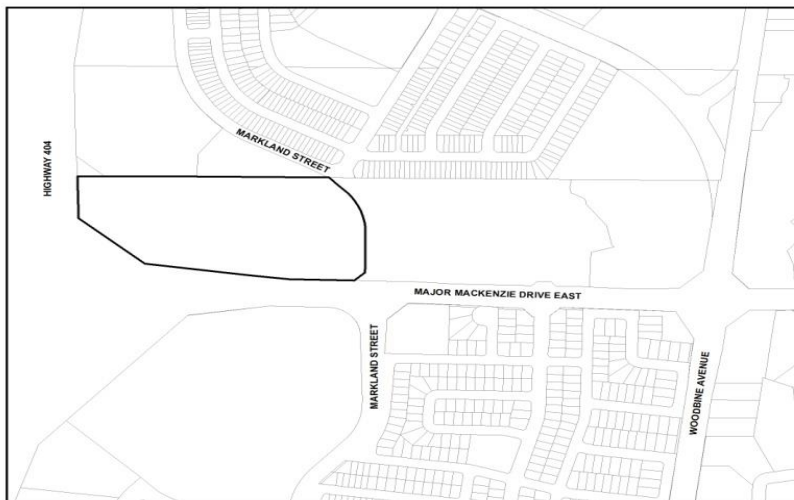 MARKLAND STREET
HIGHWAY 404
MAJOR MACKENZIE DRIVE EAST
MARKLAND STREET
WOODBINE AVENUE